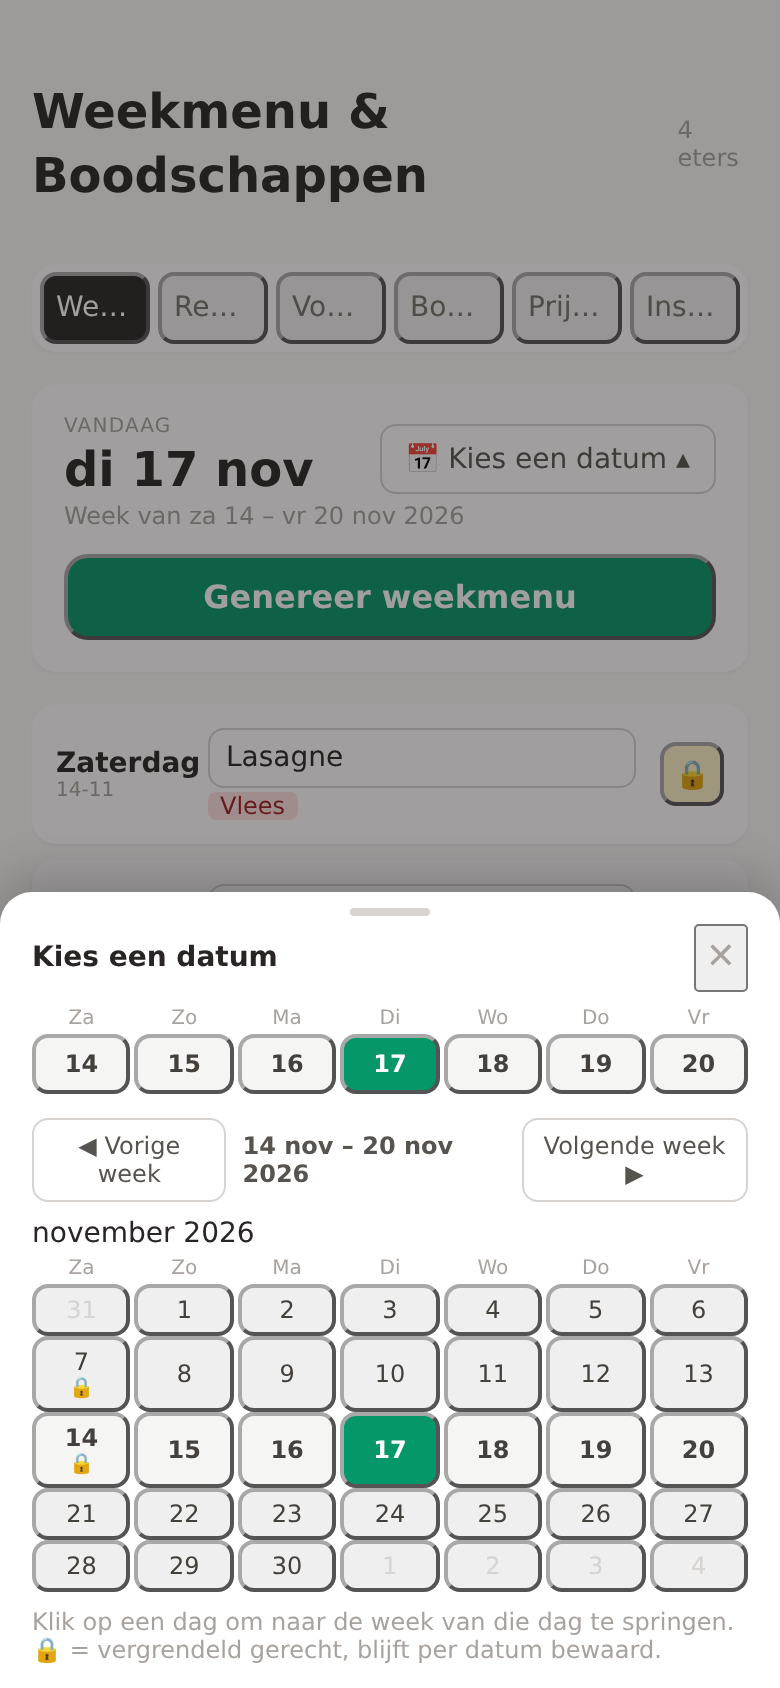 Weekmenu &
Boodschappen
4
eters
We... Re... Vo... Bo... Prij... Ins...
VANDAAG
di 17 nov
📅 Kies een datum ▴
Week van za 14 – vr 20 nov 2026
Genereer weekmenu
Zaterdag
14-11
Lasagne
🔒
Vlees
Kies een datum
✕
Za Zo Ma Di Wo Do Vr
14 15 16 17 18 19 20
◀ Vorige
week
14 nov – 20 nov
2026
Volgende week
▶
november 2026
Za Zo Ma Di Wo Do Vr
31 1 2 3 4 5 6
7 8 9 10 11 12 13
🔒
14 15 16 17 18 19 20
🔒
21 22 23 24 25 26 27
28 29 30 1 2 3 4
Klik op een dag om naar de week van die dag te springen.
🔒 = vergrendeld gerecht, blijft per datum bewaard.